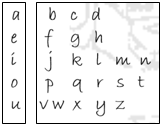 a b c d
e f g h
i j k l m n
o p q r s t
u v w x y z